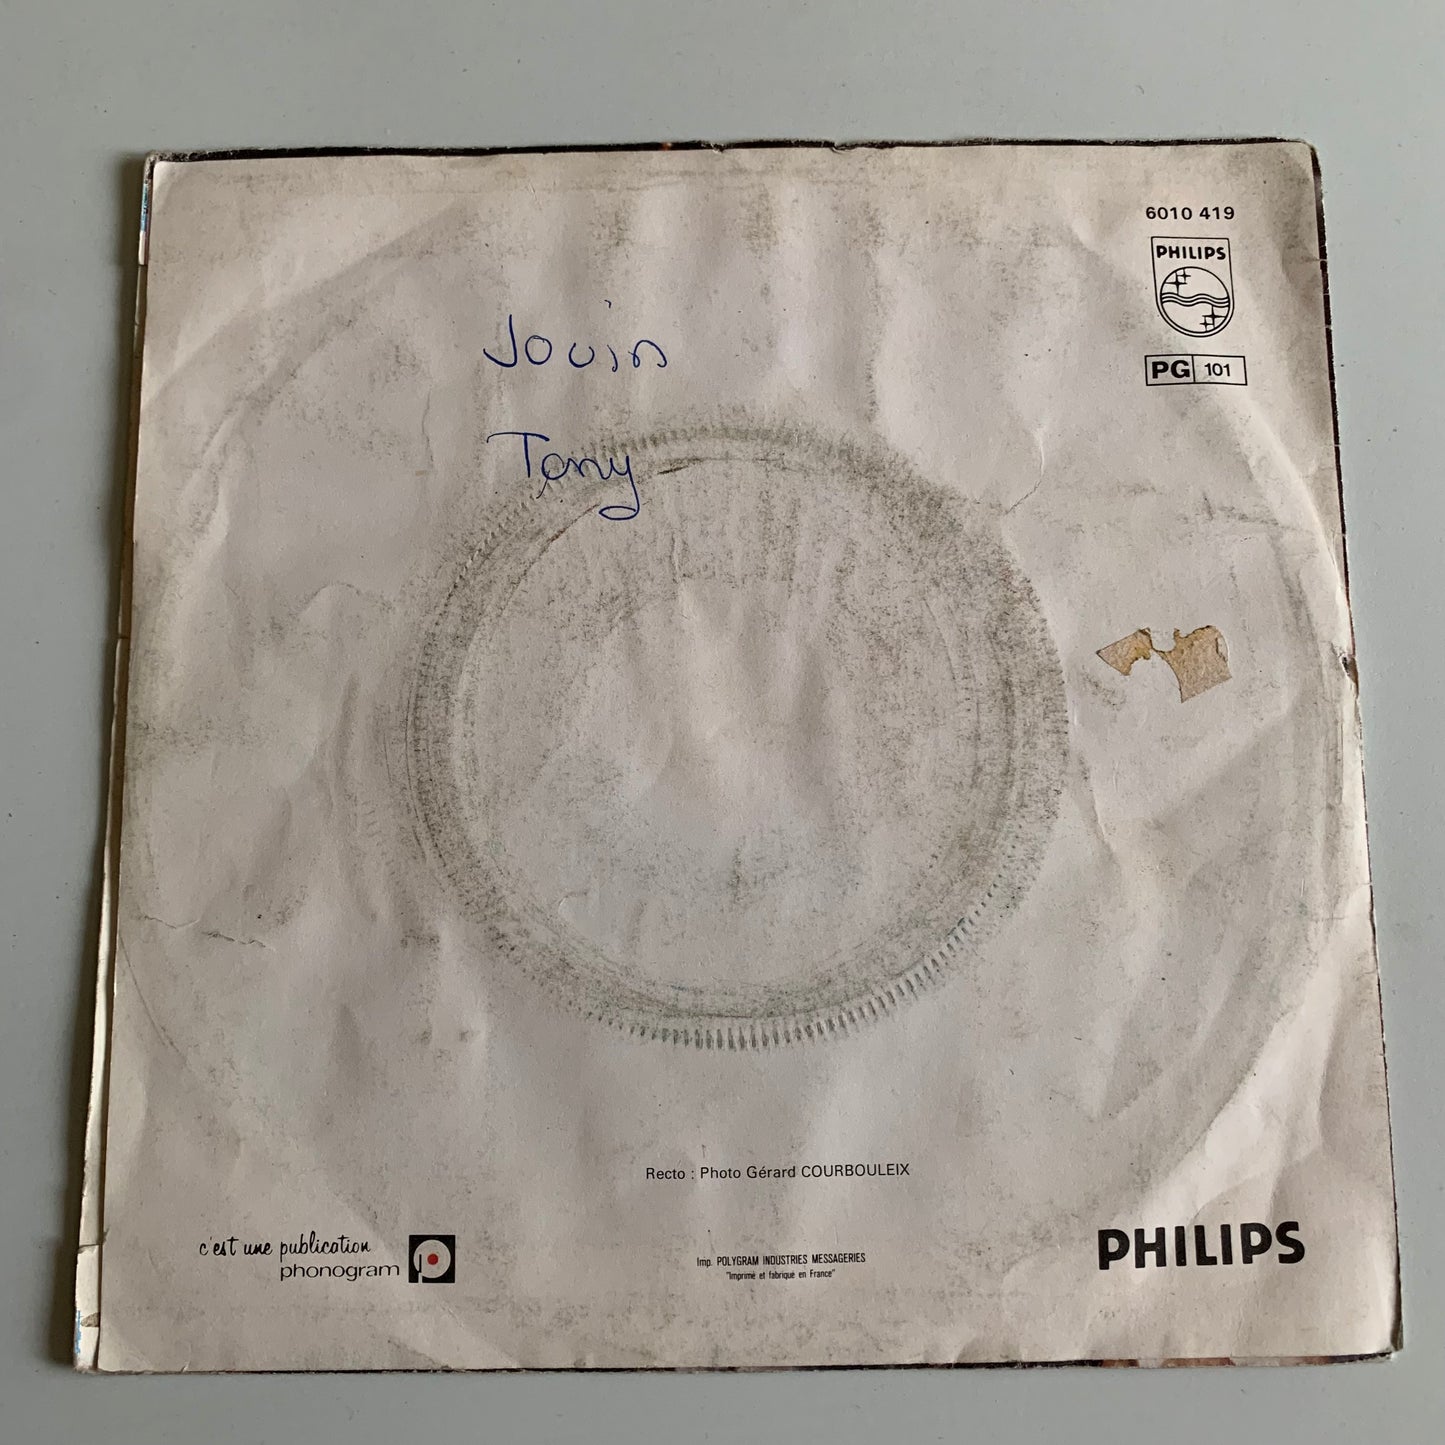 6010 419
PHILIPS
PG 101
Jouin
Tony
Recto : Photo Gérard COURBOULEIX
c'est une publication
phonogram
Imp. POLYGRAM INDUSTRIES MESSAGERIES
"Imprimé et fabriqué en France"
PHILIPS